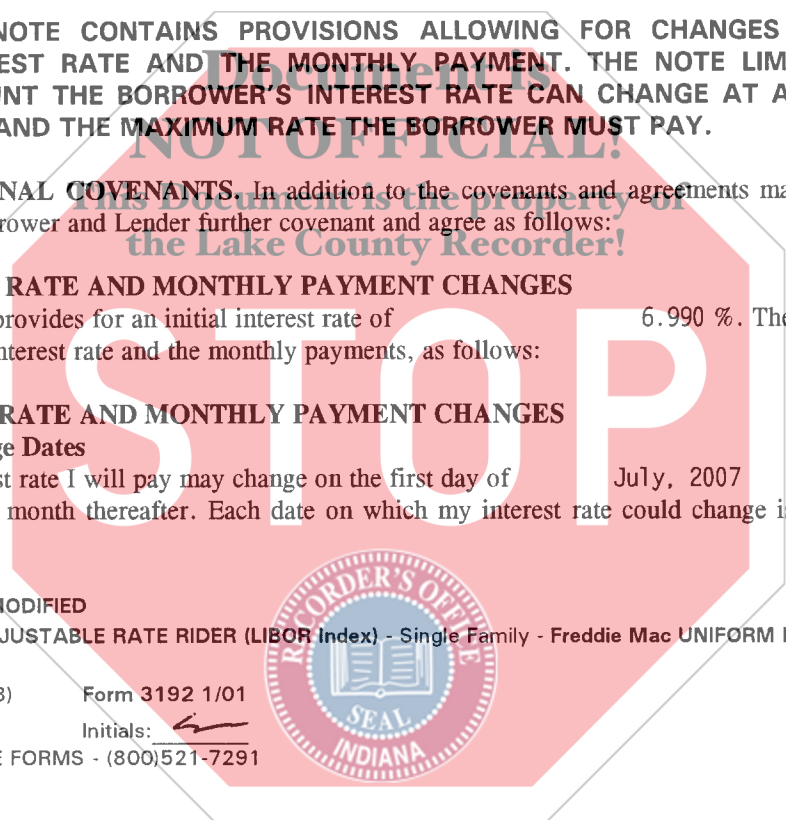 NOTE CONTAINS PROVISIONS ALLOWING FOR CHANGES
EST RATE AND THE MONTHLY PAYMENT. THE NOTE LIM
UNT THE BORROWER'S INTEREST RATE CAN CHANGE AT A
AND THE MAXIMUM RATE THE BORROWER MUST PAY.
Document is
NOT OFFICIAL!
This Document is the property of
the Lake County Recorder!
NAL COVENANTS. In addition to the covenants and agreements ma
rower and Lender further covenant and agree as follows:
RATE AND MONTHLY PAYMENT CHANGES
provides for an initial interest rate of 6.990 %. The
nterest rate and the monthly payments, as follows:
RATE AND MONTHLY PAYMENT CHANGES
ge Dates
st rate I will pay may change on the first day of July, 2007
month thereafter. Each date on which my interest rate could change i
STOP
MODIFIED
JUSTABLE RATE RIDER (LIBOR Index) - Single Family - Freddie Mac UNIFORM I
3) Form 3192 1/01
Initials:
E FORMS - (800)521-7291
RECORDER'S OFFICE
SEAL
INDIANA